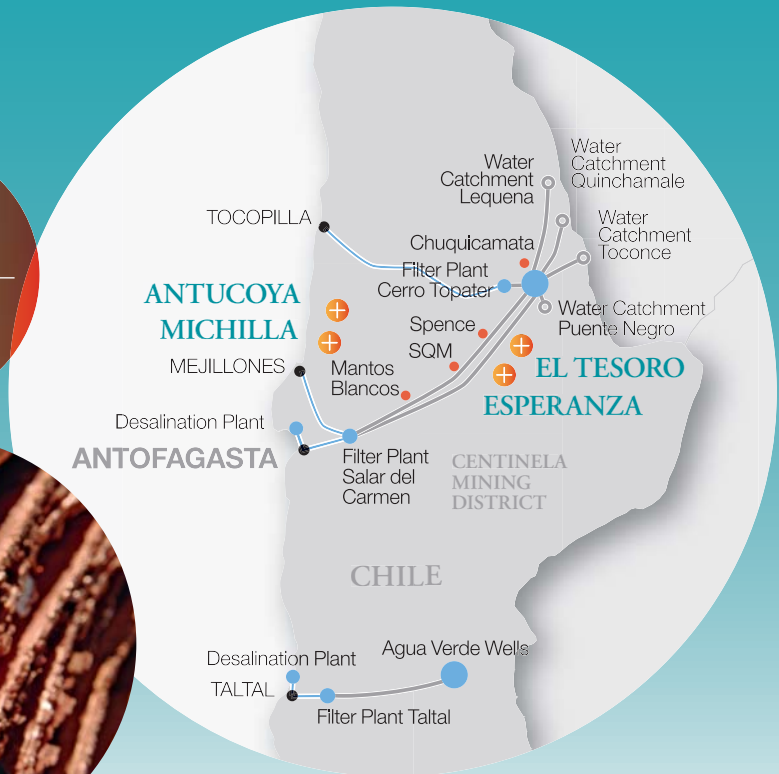 Water
Catchment
Quinchamale
Water
Catchment
Lequena
TOCOPILLA
Water
Catchment
Toconce
Chuquicamata
Filter Plant
Cerro Topater
ANTUCOYA
MICHILLA
Water Catchment
Puente Negro
Spence
SQM
MEJILLONES
Mantos
Blancos
EL TESORO
ESPERANZA
Desalination Plant
ANTOFAGASTA
Filter Plant
Salar del
Carmen
CENTINELA
MINING
DISTRICT
CHILE
Desalination Plant
Agua Verde Wells
TALTAL
Filter Plant Taltal